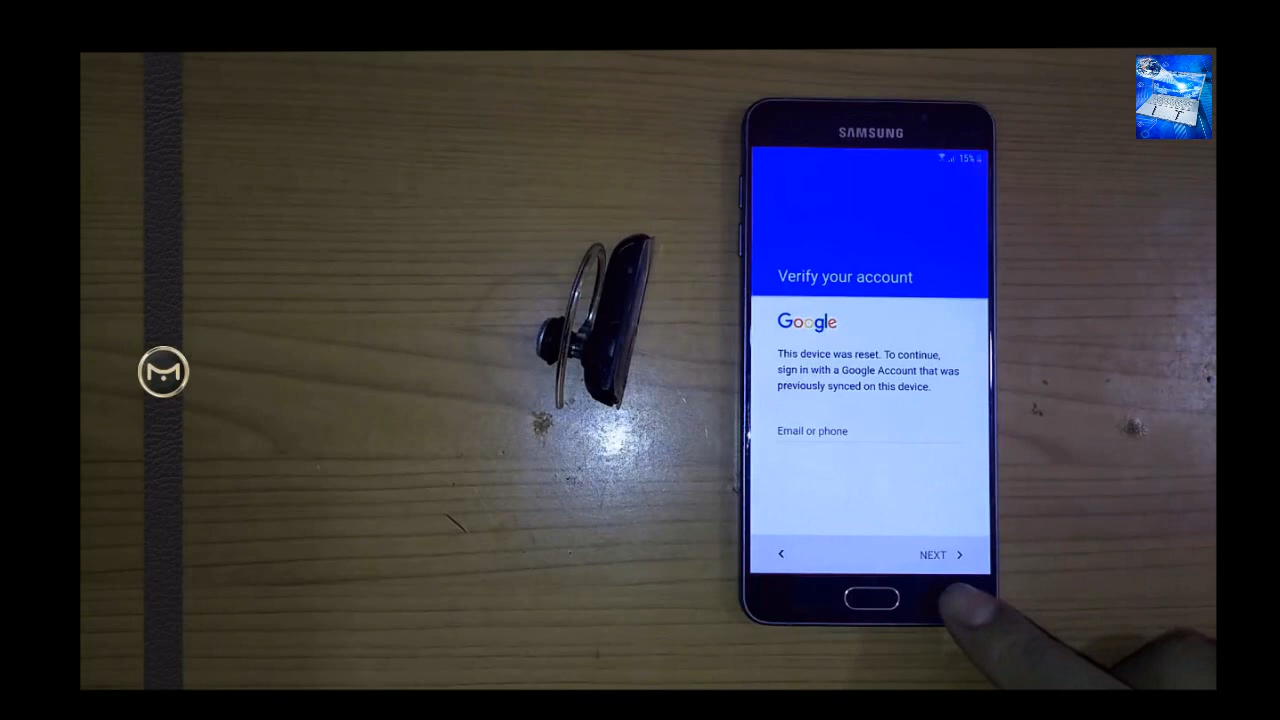 SAMSUNG
15%
Verify your account
Google
This device was reset. To continue,
sign in with a Google Account that was
previously synced on this device.
Email or phone
NEXT
I T
M